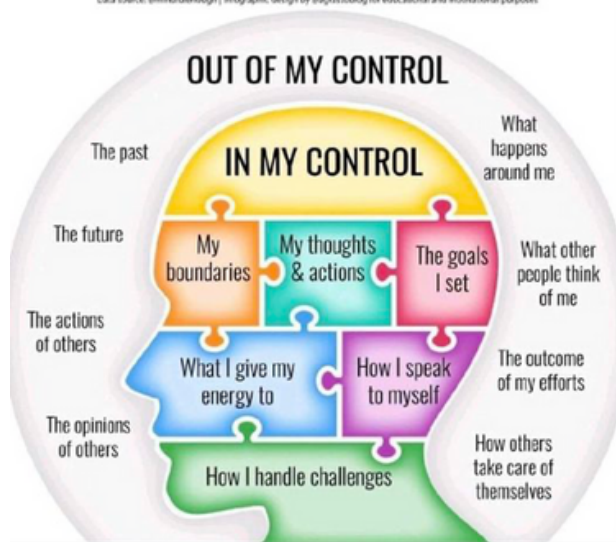 OUT OF MY CONTROL
IN MY CONTROL
The past
The future
The actions
of others
The opinions
of others
My
boundaries
My thoughts
& actions
The goals
I set
What I give my
energy to
How I speak
to myself
How I handle challenges
What
happens
around me
What other
people think
of me
The outcome
of my efforts
How others
take care of
themselves